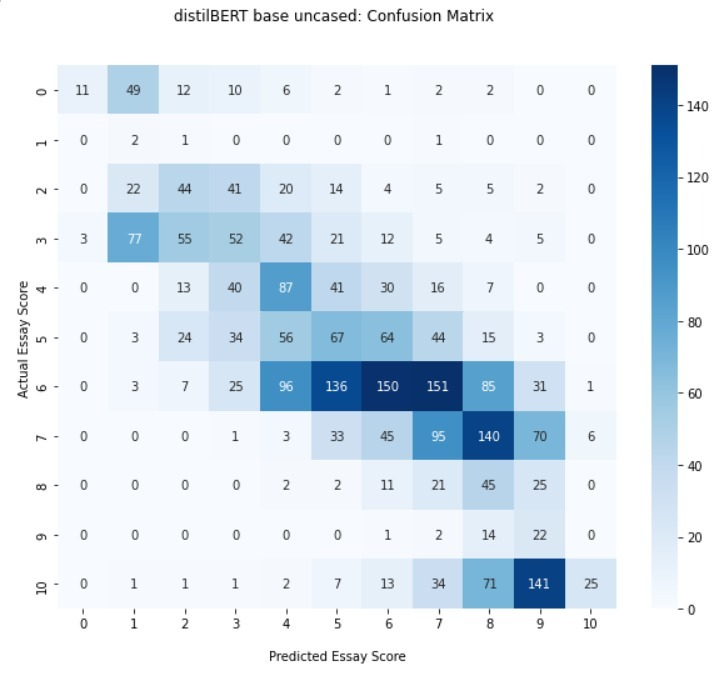 distilBERT base uncased: Confusion Matrix
0 11 49 12 10 6 2 1 2 2 0 0
1 0 2 1 0 0 0 0 1 0 0 0
2 0 22 44 41 20 14 4 5 5 2 0
3 3 77 55 52 42 21 12 5 4 5 0
4 0 0 13 40 87 41 30 16 7 0 0
5 0 3 24 34 56 67 64 44 15 3 0
6 0 3 7 25 96 136 150 151 85 31 1
7 0 0 0 1 3 33 45 95 140 70 6
8 0 0 0 0 2 2 11 21 45 25 0
9 0 0 0 0 0 0 1 2 14 22 0
10 0 1 1 1 2 7 13 34 71 141 25
0 1 2 3 4 5 6 7 8 9 10
Actual Essay Score
Predicted Essay Score
140
120
100
80
60
40
20
0